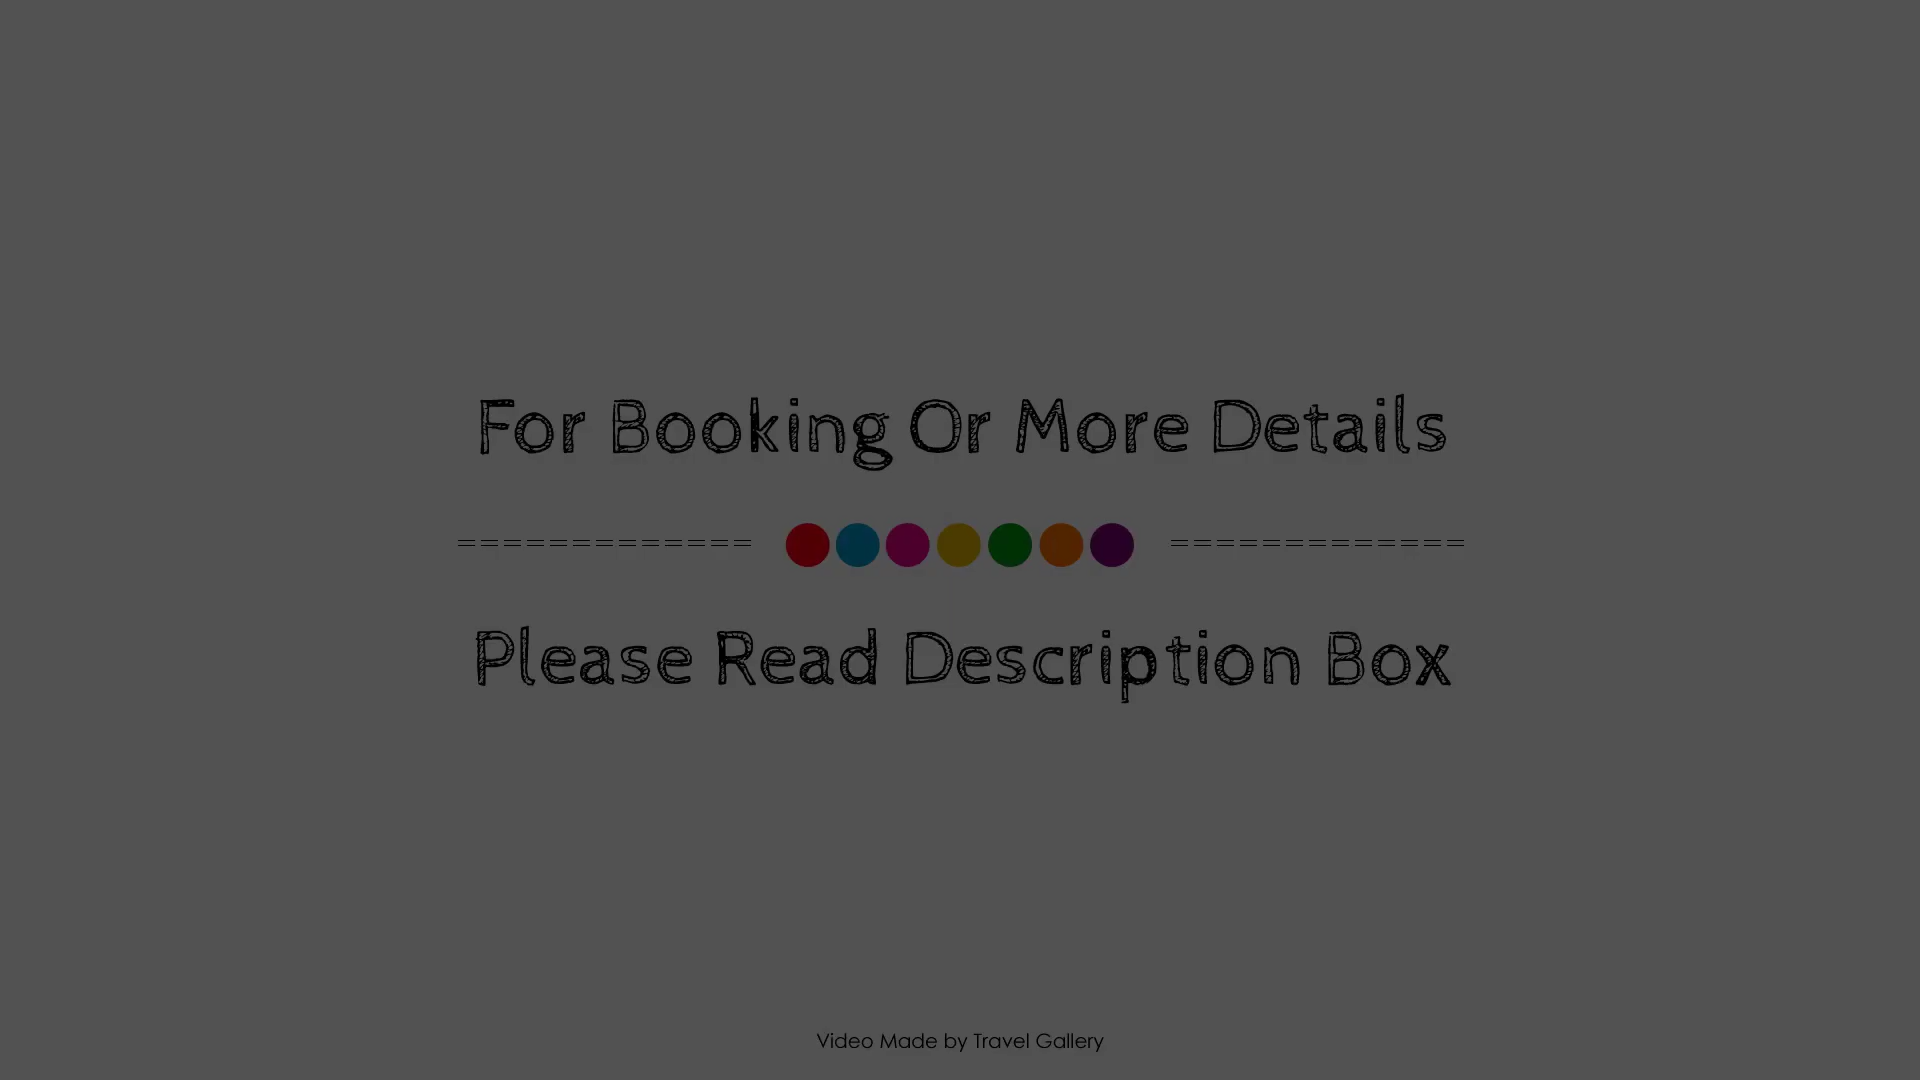 For Booking Or More Details
============= =============
Please Read Description Box
Video Made by Travel Gallery